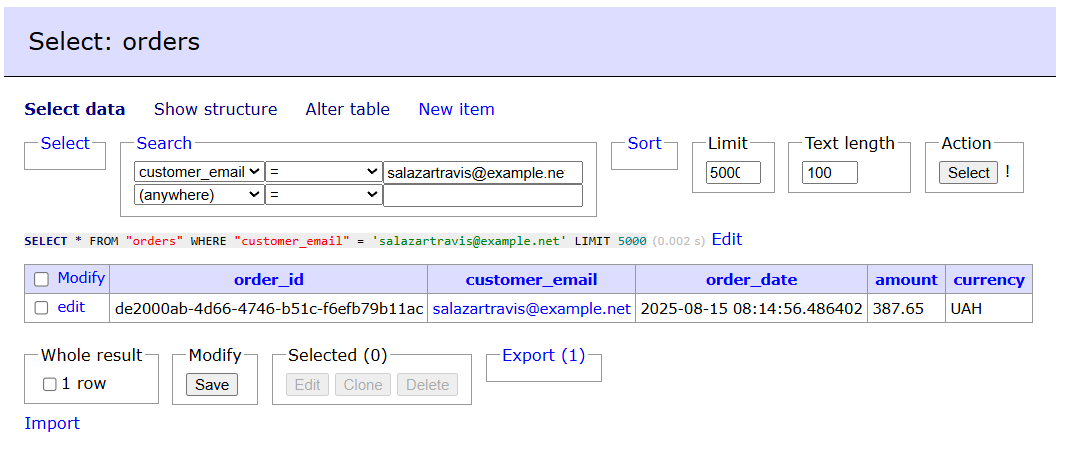 Select: orders
Select data Show structure Alter table New item
Select Search Sort Limit Text length Action
customer_email = salazartravis@example.ne 5000 100 Select !
(anywhere) =
SELECT * FROM "orders" WHERE "customer_email" = 'salazartravis@example.net' LIMIT 5000 (0.002 s) Edit
Modify order_id customer_email order_date amount currency
edit de2000ab-4d66-4746-b51c-f6efb79b11ac salazartravis@example.net 2025-08-15 08:14:56.486402 387.65 UAH
Whole result Modify Selected (0) Export (1)
1 row Save Edit Clone Delete
Import